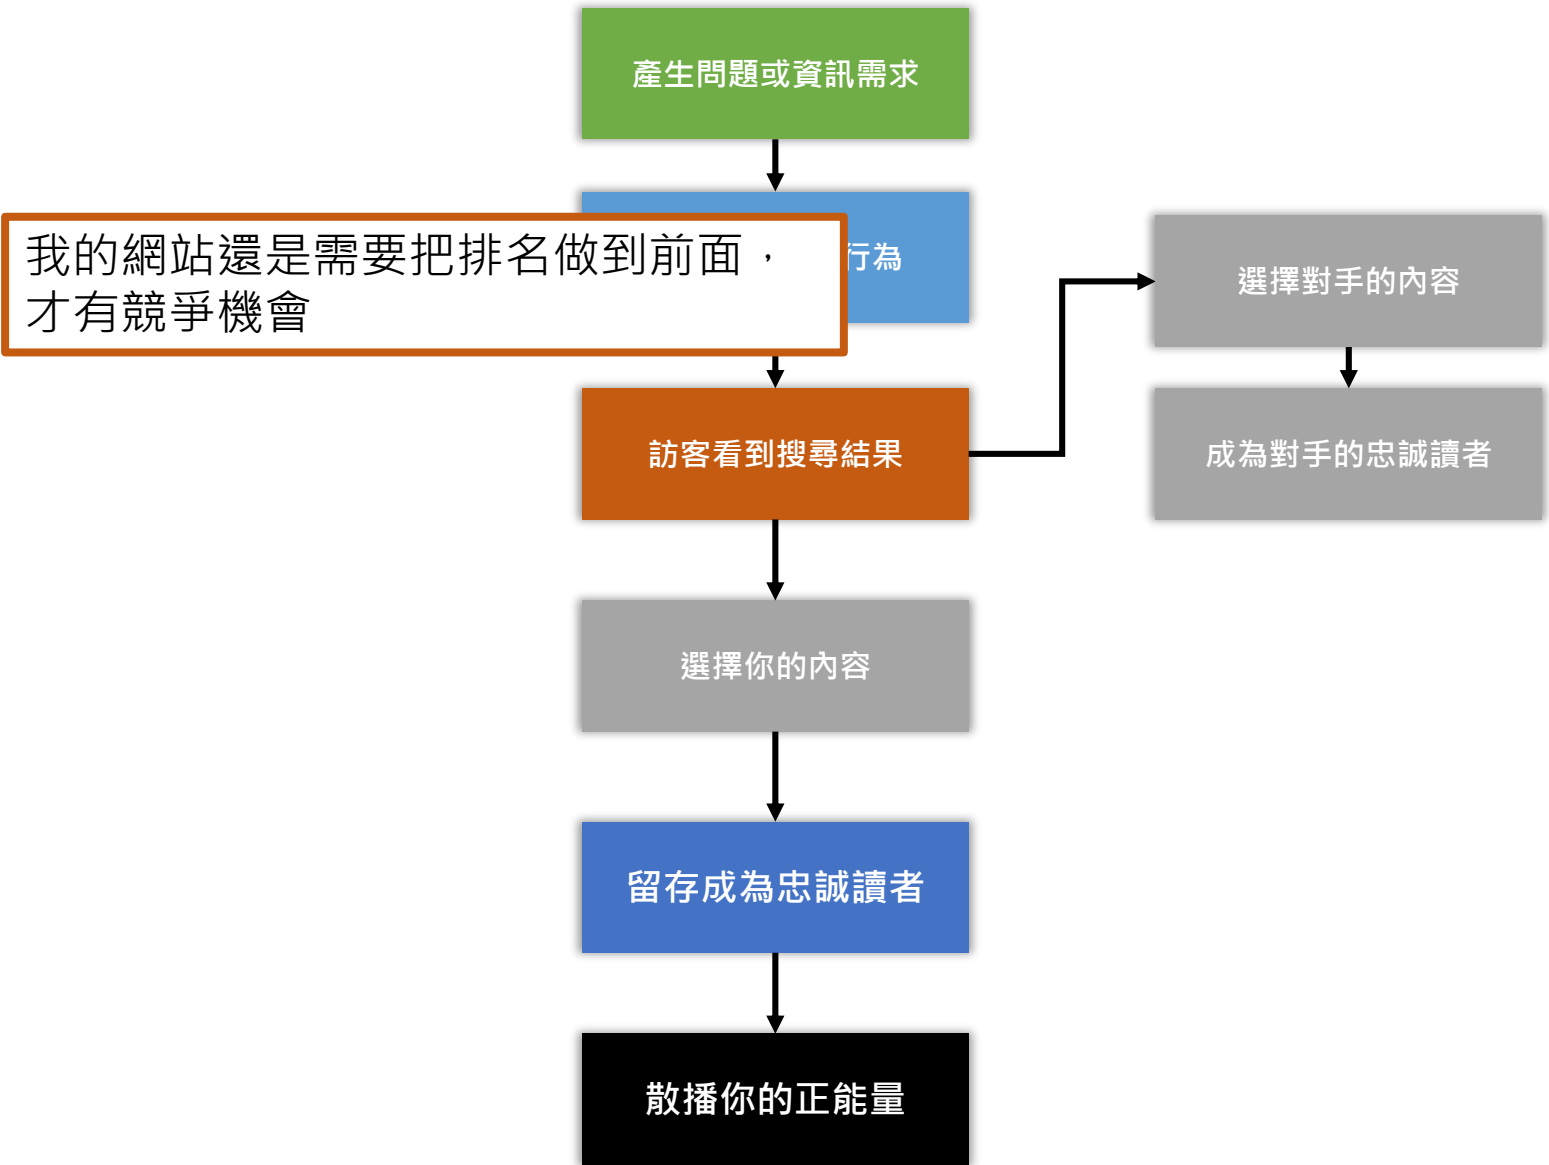 產生問題或資訊需求
我的網站還是需要把排名做到前面，
才有競爭機會
行為
選擇對手的內容
訪客看到搜尋結果
成為對手的忠誠讀者
選擇你的內容
留存成為忠誠讀者
散播你的正能量